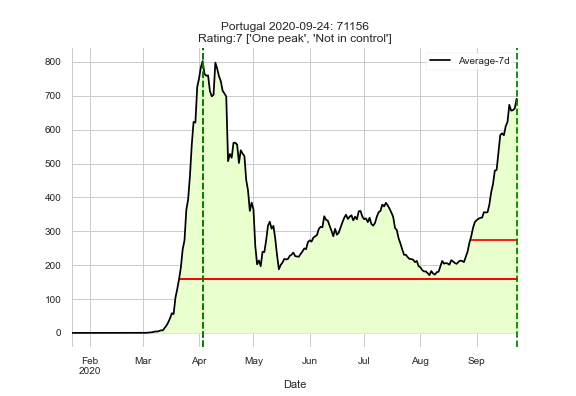 Portugal 2020-09-24: 71156
Rating:7 ['One peak', 'Not in control']
Average-7d
800
700
600
500
400
300
200
100
0
Feb Mar Apr May Jun Jul Aug Sep
2020
Date